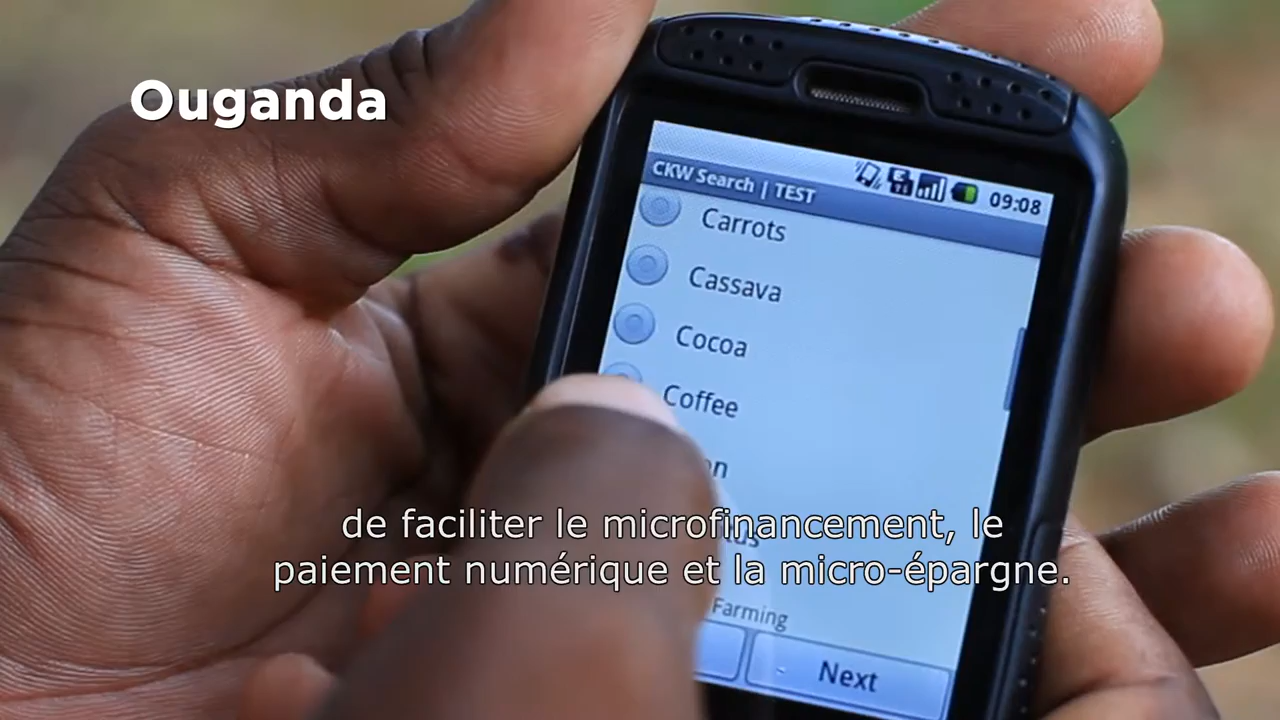 Ouganda
CKW Search | TEST
09:08
Carrots
Cassava
Cocoa
Coffee
de faciliter le microfinancement, le
paiement numérique et la micro-épargne.
Farming
Next